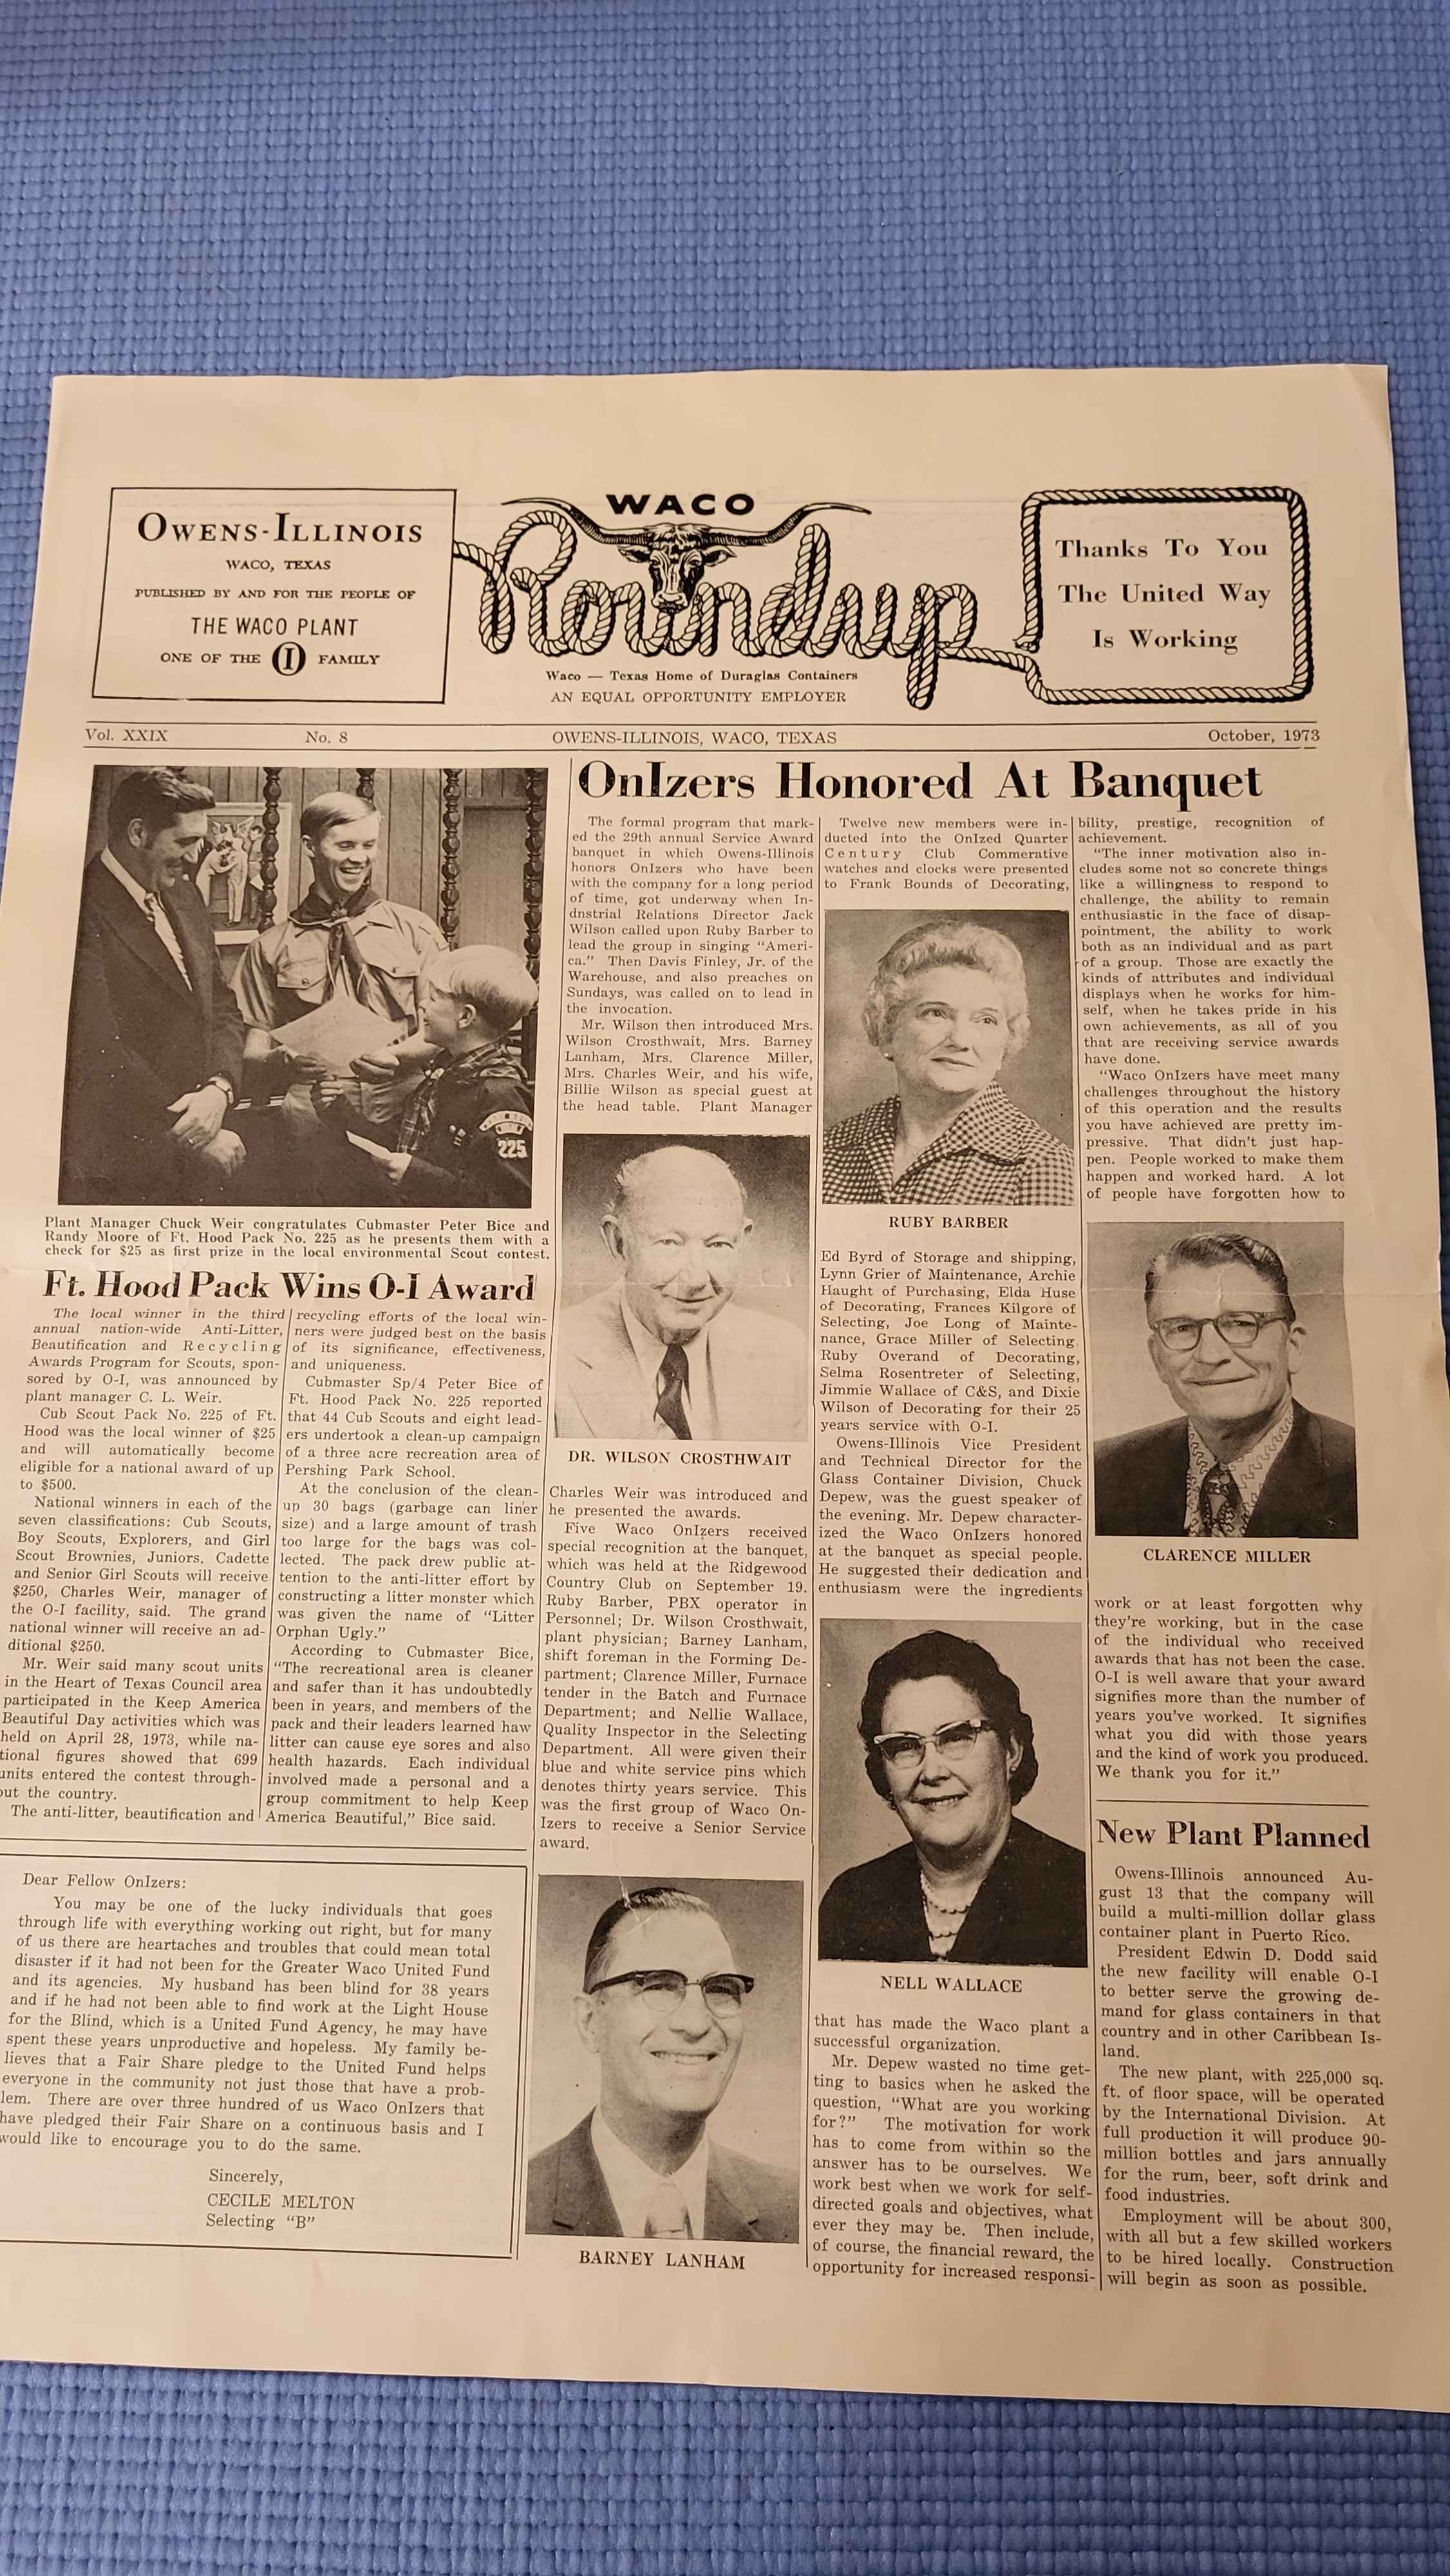 OWENS-ILLINOIS
WACO, TEXAS
PUBLISHED BY AND FOR THE PEOPLE OF
THE WACO PLANT
ONE OF THE I FAMILY
WACO
Roundup
Waco — Texas Home of Duraglas Containers
AN EQUAL OPPORTUNITY EMPLOYER
Thanks To You
The United Way
Is Working
Vol. XXIX No. 8 OWENS-ILLINOIS, WACO, TEXAS October, 1973
225
Plant Manager Chuck Weir congratulates Cubmaster Peter Bice and
Randy Moore of Ft. Hood Pack No. 225 as he presents them with a
check for $25 as first prize in the local environmental Scout contest.
Ft. Hood Pack Wins O-I Award
The local winner in the third
annual nation-wide Anti-Litter,
Beautification and Recycling
Awards Program for Scouts, spon-
sored by O-I, was announced by
plant manager C. L. Weir.
Cub Scout Pack No. 225 of Ft.
Hood was the local winner of $25
and will automatically become
eligible for a national award of up
to $500.
National winners in each of the
seven classifications: Cub Scouts,
Boy Scouts, Explorers, and Girl
Scout Brownies, Juniors, Cadette
and Senior Girl Scouts will receive
$250, Charles Weir, manager of
the O-I facility, said. The grand
national winner will receive an ad-
ditional $250.
Mr. Weir said many scout units
in the Heart of Texas Council area
participated in the Keep America
Beautiful Day activities which was
held on April 28, 1973, while na-
tional figures showed that 699
units entered the contest through-
out the country.
The anti-litter, beautification and
recycling efforts of the local win-
ners were judged best on the basis
of its significance, effectiveness,
and uniqueness.
Cubmaster Sp/4 Peter Bice of
Ft. Hood Pack No. 225 reported
that 44 Cub Scouts and eight lead-
ers undertook a clean-up campaign
of a three acre recreation area of
Pershing Park School.
At the conclusion of the clean-
up 30 bags (garbage can liner
size) and a large amount of trash
too large for the bags was col-
lected. The pack drew public at-
tention to the anti-litter effort by
constructing a litter monster which
was given the name of "Litter
Orphan Ugly."
According to Cubmaster Bice,
"The recreational area is cleaner
and safer than it has undoubtedly
been in years, and members of the
pack and their leaders learned haw
litter can cause eye sores and also
health hazards. Each individual
involved made a personal and a
group commitment to help Keep
America Beautiful," Bice said.
Dear Fellow OnIzers:
You may be one of the lucky individuals that goes
through life with everything working out right, but for many
of us there are heartaches and troubles that could mean total
disaster if it had not been for the Greater Waco United Fund
and its agencies. My husband has been blind for 38 years
and if he had not been able to find work at the Light House
for the Blind, which is a United Fund Agency, he may have
spent these years unproductive and hopeless. My family be-
lieves that a Fair Share pledge to the United Fund helps
everyone in the community not just those that have a prob-
lem. There are over three hundred of us Waco OnIzers that
have pledged their Fair Share on a continuous basis and I
would like to encourage you to do the same.
Sincerely,
CECILE MELTON
Selecting "B"
OnIzers Honored At Banquet
The formal program that mark-
ed the 29th annual Service Award
banquet in which Owens-Illinois
honors OnIzers who have been
with the company for a long period
of time, got underway when In-
dnstrial Relations Director Jack
Wilson called upon Ruby Barber to
lead the group in singing "Ameri-
ca." Then Davis Finley, Jr. of the
Warehouse, and also preaches on
Sundays, was called on to lead in
the invocation.
Mr. Wilson then introduced Mrs.
Wilson Crosthwait, Mrs. Barney
Lanham, Mrs. Clarence Miller,
Mrs. Charles Weir, and his wife,
Billie Wilson as special guest at
the head table. Plant Manager
DR. WILSON CROSTHWAIT
Charles Weir was introduced and
he presented the awards.
Five Waco OnIzers received
special recognition at the banquet,
which was held at the Ridgewood
Country Club on September 19.
Ruby Barber, PBX operator in
Personnel; Dr. Wilson Crosthwait,
plant physician; Barney Lanham,
shift foreman in the Forming De-
partment; Clarence Miller, Furnace
tender in the Batch and Furnace
Department; and Nellie Wallace,
Quality Inspector in the Selecting
Department. All were given their
blue and white service pins which
denotes thirty years service. This
was the first group of Waco On-
Izers to receive a Senior Service
award.
BARNEY LANHAM
Twelve new members were in-
ducted into the OnIzed Quarter
Century Club Commerative
watches and clocks were presented
to Frank Bounds of Decorating,
RUBY BARBER
Ed Byrd of Storage and shipping,
Lynn Grier of Maintenance, Archie
Haught of Purchasing, Elda Huse
of Decorating, Frances Kilgore of
Selecting, Joe Long of Mainte-
nance, Grace Miller of Selecting.
Ruby Overand of Decorating,
Selma Rosentreter of Selecting,
Jimmie Wallace of C&S, and Dixie
Wilson of Decorating for their 25
years service with O-I.
Owens-Illinois Vice President
and Technical Director for the
Glass Container Division, Chuck
Depew, was the guest speaker of
the evening. Mr. Depew character-
ized the Waco OnIzers honored
at the banquet as special people.
He suggested their dedication and
enthusiasm were the ingredients
NELL WALLACE
that has made the Waco plant a
successful organization.
Mr. Depew wasted no time get-
ting to basics when he asked the
question, "What are you working
for?" The motivation for work
has to come from within so the
answer has to be ourselves. We
work best when we work for self-
directed goals and objectives, what
ever they may be. Then include,
of course, the financial reward, the
opportunity for increased responsi-
bility, prestige, recognition of
achievement.
"The inner motivation also in-
cludes some not so concrete things
like a willingness to respond to
challenge, the ability to remain
enthusiastic in the face of disap-
pointment, the ability to work
both as an individual and as part
of a group. Those are exactly the
kinds of attributes and individual
displays when he works for him-
self, when he takes pride in his
own achievements, as all of you
that are receiving service awards
have done.
"Waco OnIzers have meet many
challenges throughout the history
of this operation and the results
you have achieved are pretty im-
pressive. That didn't just hap-
pen. People worked to make them
happen and worked hard. A lot
of people have forgotten how to
CLARENCE MILLER
work or at least forgotten why
they're working, but in the case
of the individual who received
awards that has not been the case.
O-I is well aware that your award
signifies more than the number of
years you've worked. It signifies
what you did with those years
and the kind of work you produced.
We thank you for it."
New Plant Planned
Owens-Illinois announced Au-
gust 13 that the company will
build a multi-million dollar glass
container plant in Puerto Rico.
President Edwin D. Dodd said
the new facility will enable O-I
to better serve the growing de-
mand for glass containers in that
country and in other Caribbean Is-
land.
The new plant, with 225,000 sq.
ft. of floor space, will be operated
by the International Division. At
full production it will produce 90-
million bottles and jars annually
for the rum, beer, soft drink and
food industries.
Employment will be about 300,
with all but a few skilled workers
to be hired locally. Construction
will begin as soon as possible.